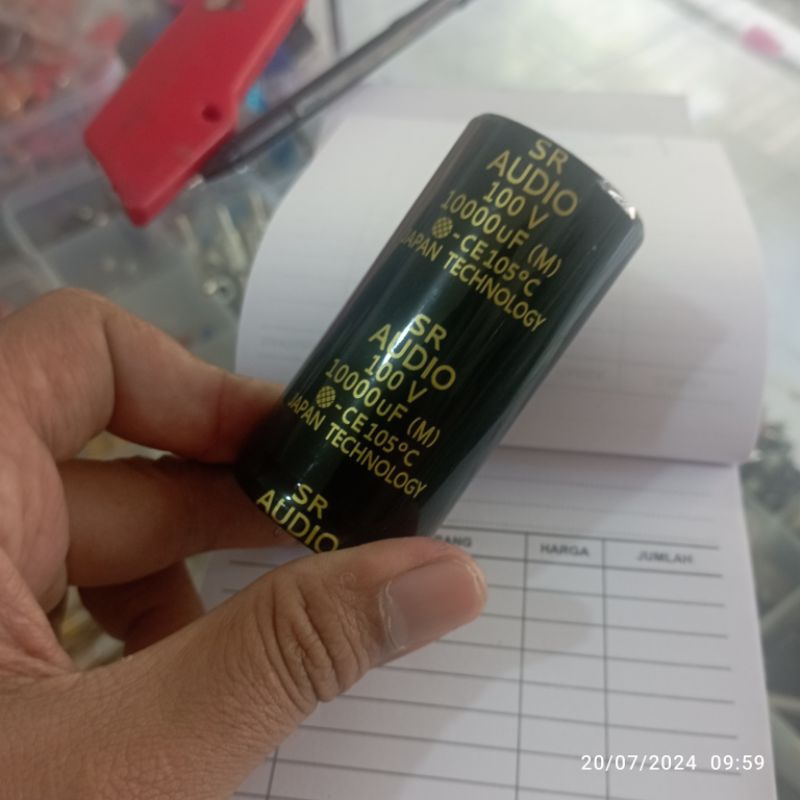 SR
AUDIO
100 V
10000uF (M)
-CE 105°C
JAPAN TECHNOLOGY
SR
AUDIO
100 V
10000uF (M)
-CE 105°C
JAPAN TECHNOLOGY
SR
AUDIO
HARGA
JUMLAH
20/07/2024 09:59